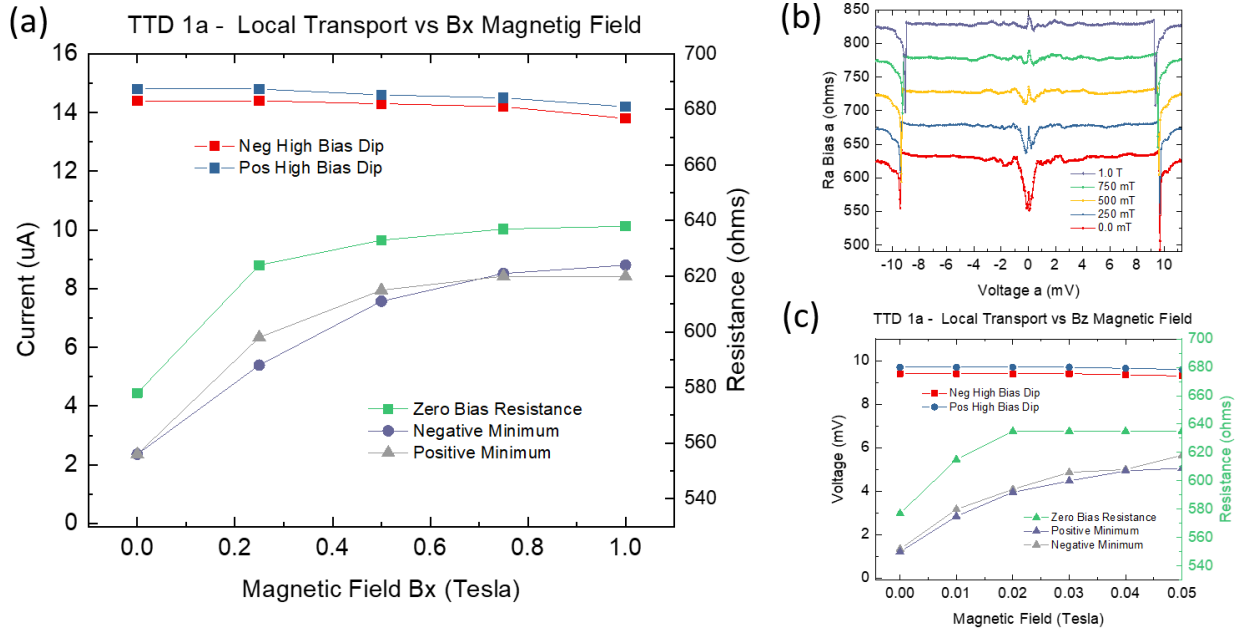 (a)
TTD 1a - Local Transport vs Bx Magnetig Field
16
14
12
10
8
6
4
2
0
Current (uA)
700
680
660
640
620
600
580
560
540
Resistance (ohms)
Neg High Bias Dip
Pos High Bias Dip
Zero Bias Resistance
Negative Minimum
Positive Minimum
0.0 0.2 0.4 0.6 0.8 1.0
Magnetic Field Bx (Tesla)
(b)
850
800
750
700
650
600
550
500
Ra Bias a (ohms)
1.0 T
750 mT
500 mT
250 mT
0.0 mT
-10 -8 -6 -4 -2 0 2 4 6 8 10
Voltage a (mV)
(c)
TTD 1a - Local Transport vs Bz Magnetic Field
10
8
6
4
2
0
Voltage (mV)
700
680
660
640
620
600
580
560
540
Resistance (ohms)
Neg High Bias Dip
Pos High Bias Dip
Zero Bias Resistance
Positive Minimum
Negative Minimum
0.00 0.01 0.02 0.03 0.04 0.05
Magnetic Field (Tesla)